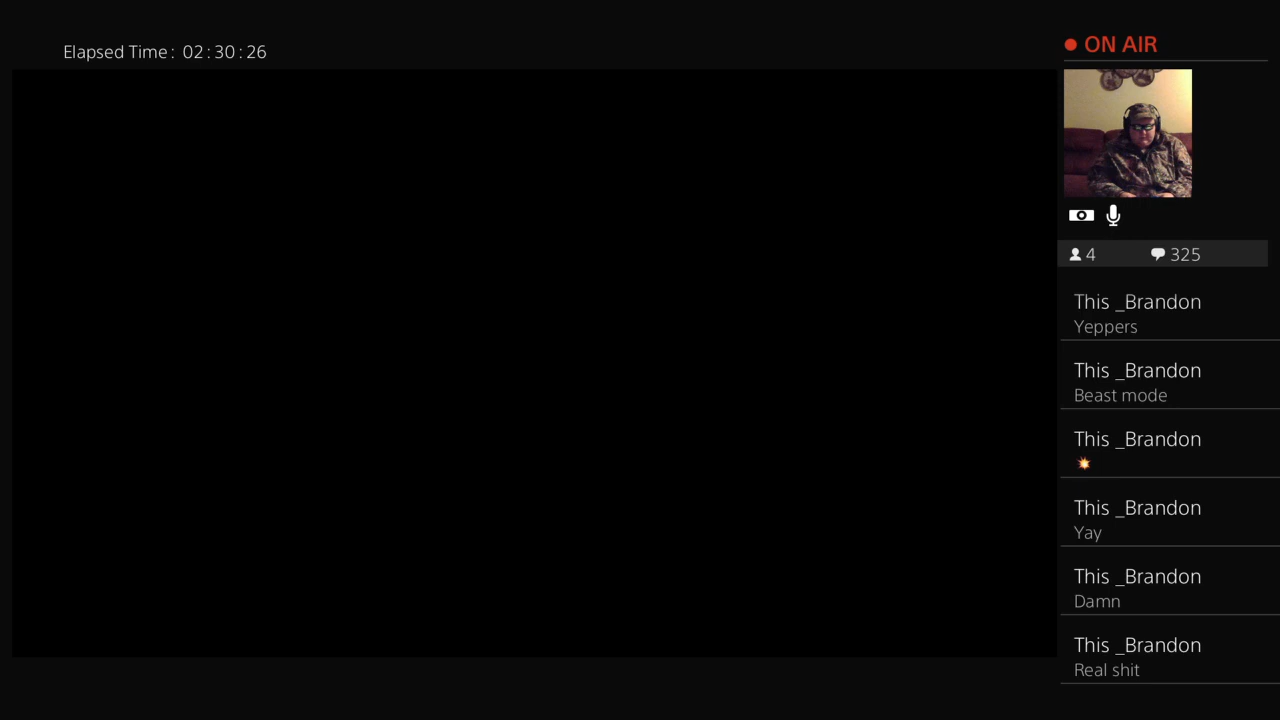 Elapsed Time: 02:30:26
ON AIR
4 325
This _Brandon
Yeppers
This _Brandon
Beast mode
This _Brandon
💥
This _Brandon
Yay
This _Brandon
Damn
This _Brandon
Real shit